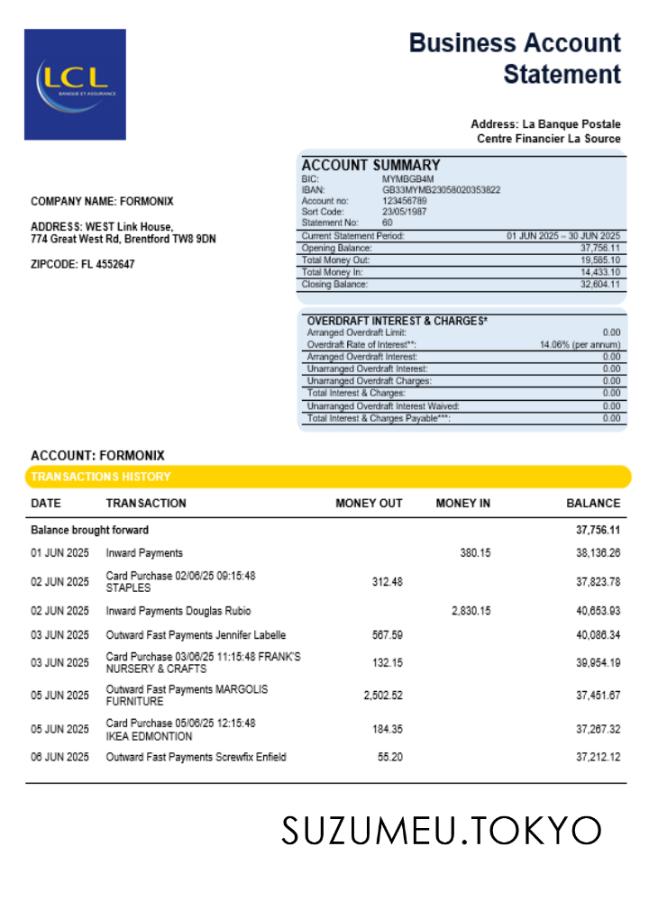 LCL
BANQUE ET ASSURANCE
Business Account
Statement
Address: La Banque Postale
Centre Financier La Source
COMPANY NAME: FORMONIX
ADDRESS: WEST Link House,
774 Great West Rd, Brentford TW8 9DN
ZIPCODE: FL 4552647
ACCOUNT SUMMARY
BIC: MYMBGB4M
IBAN: GB33MYMB23058020353822
Account no: 123456789
Sort Code: 23/05/1987
Statement No: 60
Current Statement Period: 01 JUN 2025 – 30 JUN 2025
Opening Balance: 37,756.11
Total Money Out: 19,585.10
Total Money In: 14,433.10
Closing Balance: 32,604.11
OVERDRAFT INTEREST & CHARGES*
Arranged Overdraft Limit: 0.00
Overdraft Rate of Interest**: 14.06% (per annum)
Arranged Overdraft Interest: 0.00
Unarranged Overdraft Interest: 0.00
Unarranged Overdraft Charges: 0.00
Total Interest & Charges: 0.00
Unarranged Overdraft Interest Waived: 0.00
Total Interest & Charges Payable***: 0.00
ACCOUNT: FORMONIX
TRANSACTIONS HISTORY
DATE TRANSACTION MONEY OUT MONEY IN BALANCE
Balance brought forward 37,756.11
01 JUN 2025 Inward Payments 380.15 38,136.26
02 JUN 2025 Card Purchase 02/06/25 09:15:48 312.48 37,823.78
STAPLES
02 JUN 2025 Inward Payments Douglas Rubio 2,830.15 40,653.93
03 JUN 2025 Outward Fast Payments Jennifer Labelle 567.59 40,086.34
03 JUN 2025 Card Purchase 03/06/25 11:15:48 FRANK'S 132.15 39,954.19
NURSERY & CRAFTS
05 JUN 2025 Outward Fast Payments MARGOLIS 2,502.52 37,451.67
FURNITURE
05 JUN 2025 Card Purchase 05/06/25 12:15:48 184.35 37,267.32
IKEA EDMONTION
06 JUN 2025 Outward Fast Payments Screwfix Enfield 55.20 37,212.12
SUZUMEU.TOKYO